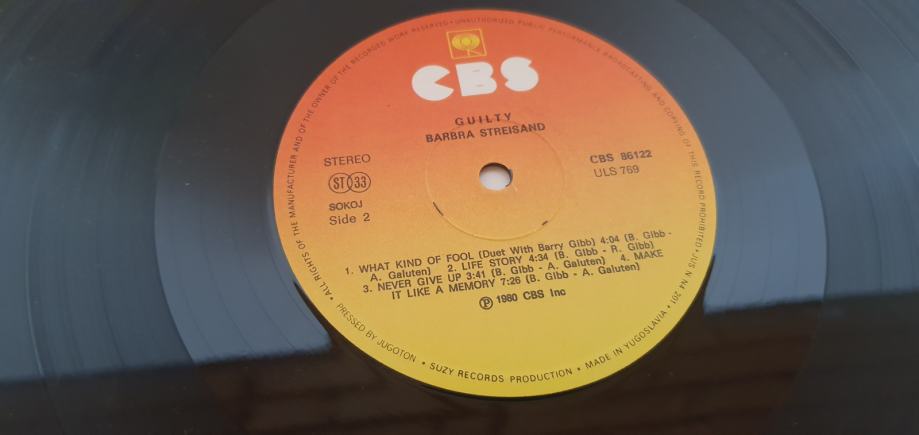 • ALL RIGHTS OF THE MANUFACTURER AND OF THE OWNER OF THE RECORDED WORK RESERVED • UNAUTHORIZED PUBLIC PERFORMANCE BROADCASTING AND COPYING OF THIS RECORD PROHIBITED • JUS N N4 201 •
CBS
GUILTY
BARBRA STREISAND
STEREO
ST 33
SOKOJ
Side 2
CBS 86122
ULS 769
1. WHAT KIND OF FOOL (Duet With Barry Gibb) 4:04 (B. Gibb -
A. Galuten) 2. LIFE STORY 4:34 (B. Gibb - R. Gibb)
3. NEVER GIVE UP 3:41 (B. Gibb - A. Galuten) 4. MAKE
IT LIKE A MEMORY 7:26 (B. Gibb - A. Galuten)
Ⓟ 1980 CBS Inc
PRESSED BY JUGOTON • SUZY RECORDS PRODUCTION • MADE IN YUGOSLAVIA •